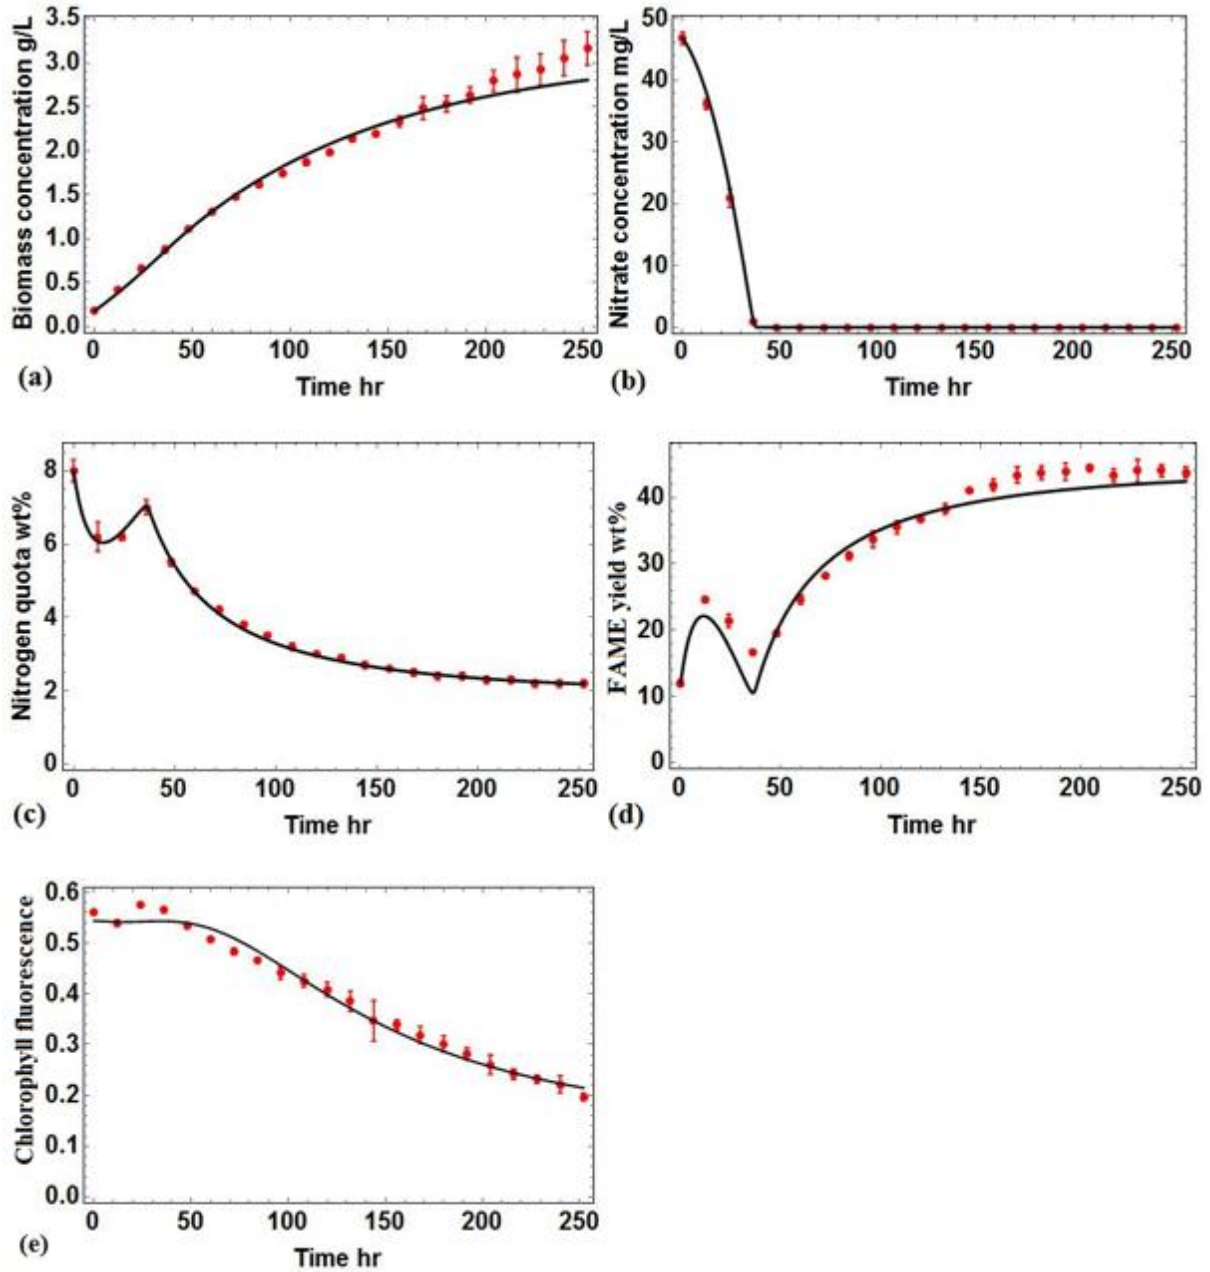 3.5
3.0
2.5
2.0
1.5
1.0
0.5
0.0
Biomass concentration g/L
0 50 100 150 200 250
Time hr
(a)
50
40
30
20
10
0
Nitrate concentration mg/L
0 50 100 150 200 250
Time hr
(b)
8
6
4
2
0
Nitrogen quota wt%
0 50 100 150 200 250
Time hr
(c)
40
30
20
10
0
FAME yield wt%
0 50 100 150 200 250
Time hr
(d)
0.6
0.5
0.4
0.3
0.2
0.1
0.0
Chlorophyll fluorescence
0 50 100 150 200 250
Time hr
(e)